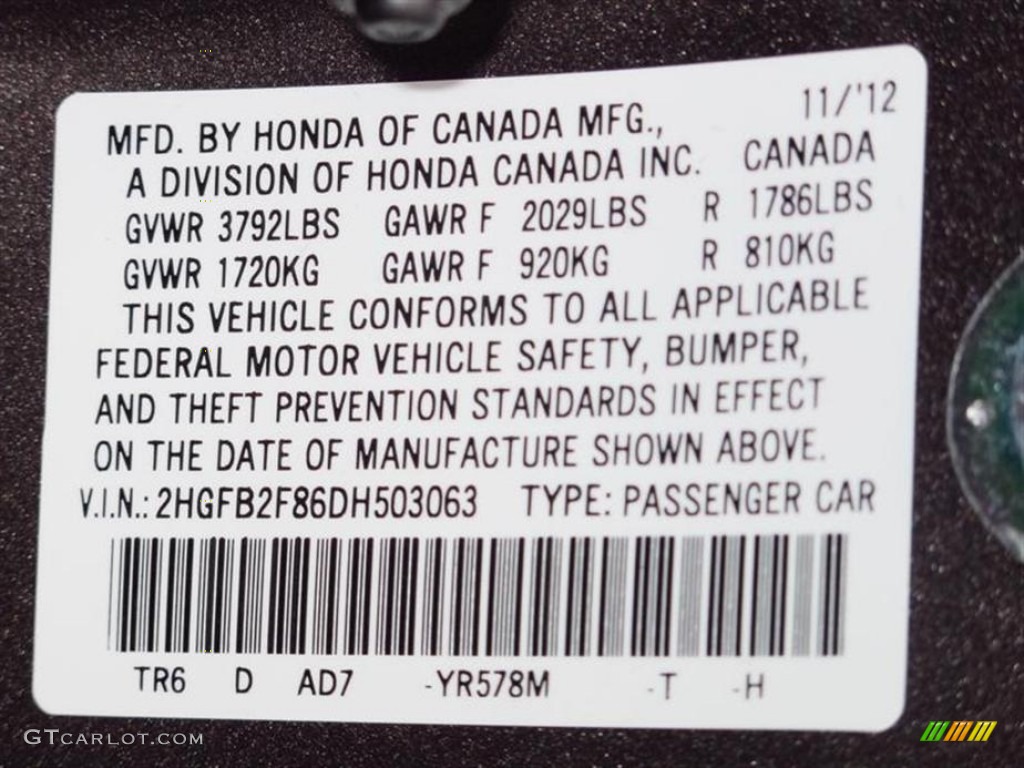 11/'12
MFD. BY HONDA OF CANADA MFG.,
A DIVISION OF HONDA CANADA INC. CANADA
GVWR 3792LBS GAWR F 2029LBS R 1786LBS
GVWR 1720KG GAWR F 920KG R 810KG
THIS VEHICLE CONFORMS TO ALL APPLICABLE
FEDERAL MOTOR VEHICLE SAFETY, BUMPER,
AND THEFT PREVENTION STANDARDS IN EFFECT
ON THE DATE OF MANUFACTURE SHOWN ABOVE.
V.I.N.: 2HGFB2F86DH503063 TYPE: PASSENGER CAR
TR6 D AD7 -YR578M -T -H
GTCARLOT.COM